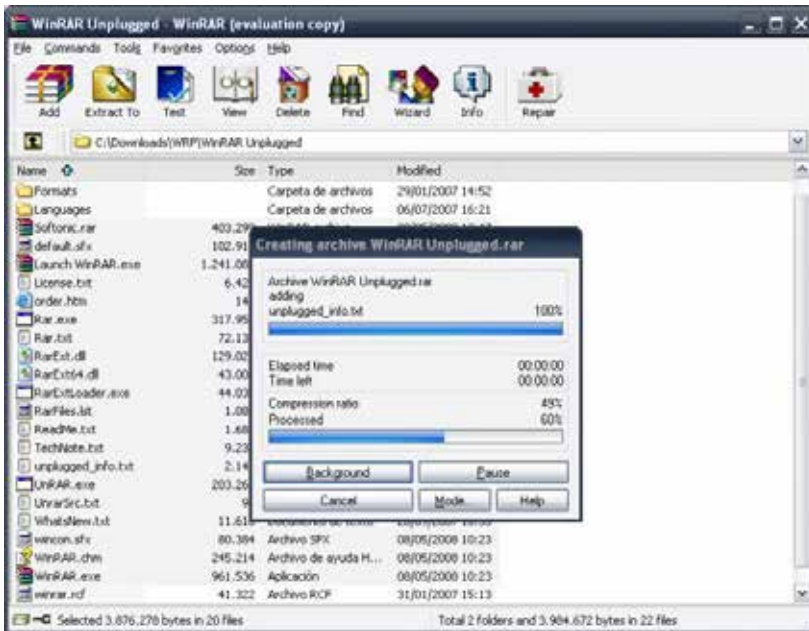 WinRAR Unplugged - WinRAR (evaluation copy)
File Commands Tools Favorites Options Help
Add Extract To Test View Delete Find Wizard Info Repair
C:\Downloads\WRP\WinRAR Unplugged
Name Size Type Modified
Formats Carpeta de archivos 29/01/2007 14:52
Languages Carpeta de archivos 06/07/2007 16:21
Softonic.rar 403.29
default.sfx 102.91
Launch WinRAR.exe 1.241.08
License.txt 6.42
order.htm 14
Rar.exe 317.95
Rar.txt 72.13
RarExt.dll 129.02
RarExt64.dll 43.00
RarExtLoader.exe 44.03
RarFiles.lst 1.00
ReadMe.txt 1.68
TechNote.txt 9.23
unplugged_info.txt 2.14
UnRAR.exe 203.26
UnrarSrc.txt 9
WhatsNew.txt 11.61
wincon.sfx 80.384 Archivo SFX 08/05/2008 10:23
WinRAR.chm 245.214 Archivo de ayuda H... 08/05/2008 10:23
WinRAR.exe 961.536 Aplicación 08/05/2008 10:23
winrar.rcf 41.322 Archivo RCF 31/01/2007 15:13
Creating archive WinRAR Unplugged.rar
Archive WinRAR Unplugged.rar
adding
unplugged_info.txt 100%
Elapsed time 00:00:00
Time left 00:00:00
Compression ratio 49%
Processed 60%
Background Pause
Cancel Mode... Help
Selected 3.876.278 bytes in 20 files Total 2 folders and 3.984.672 bytes in 22 files